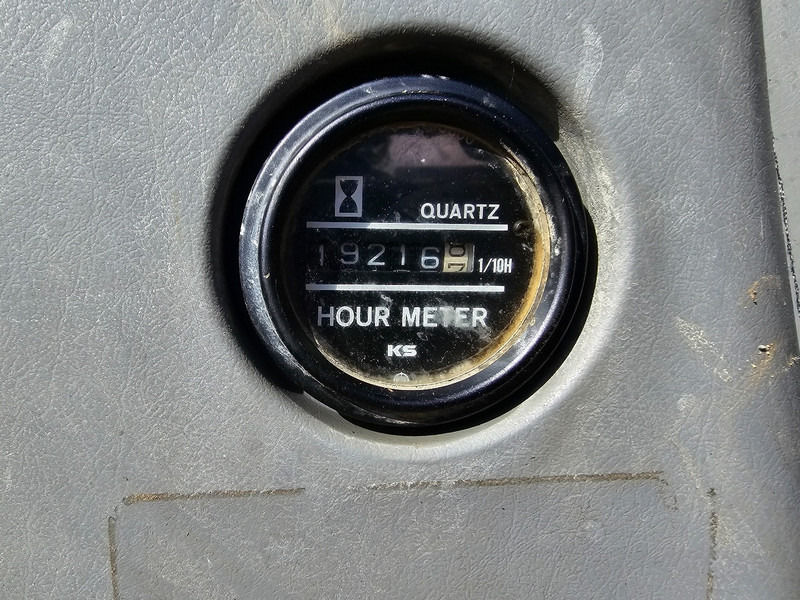 QUARTZ
19216 1/10H
HOUR METER
KS